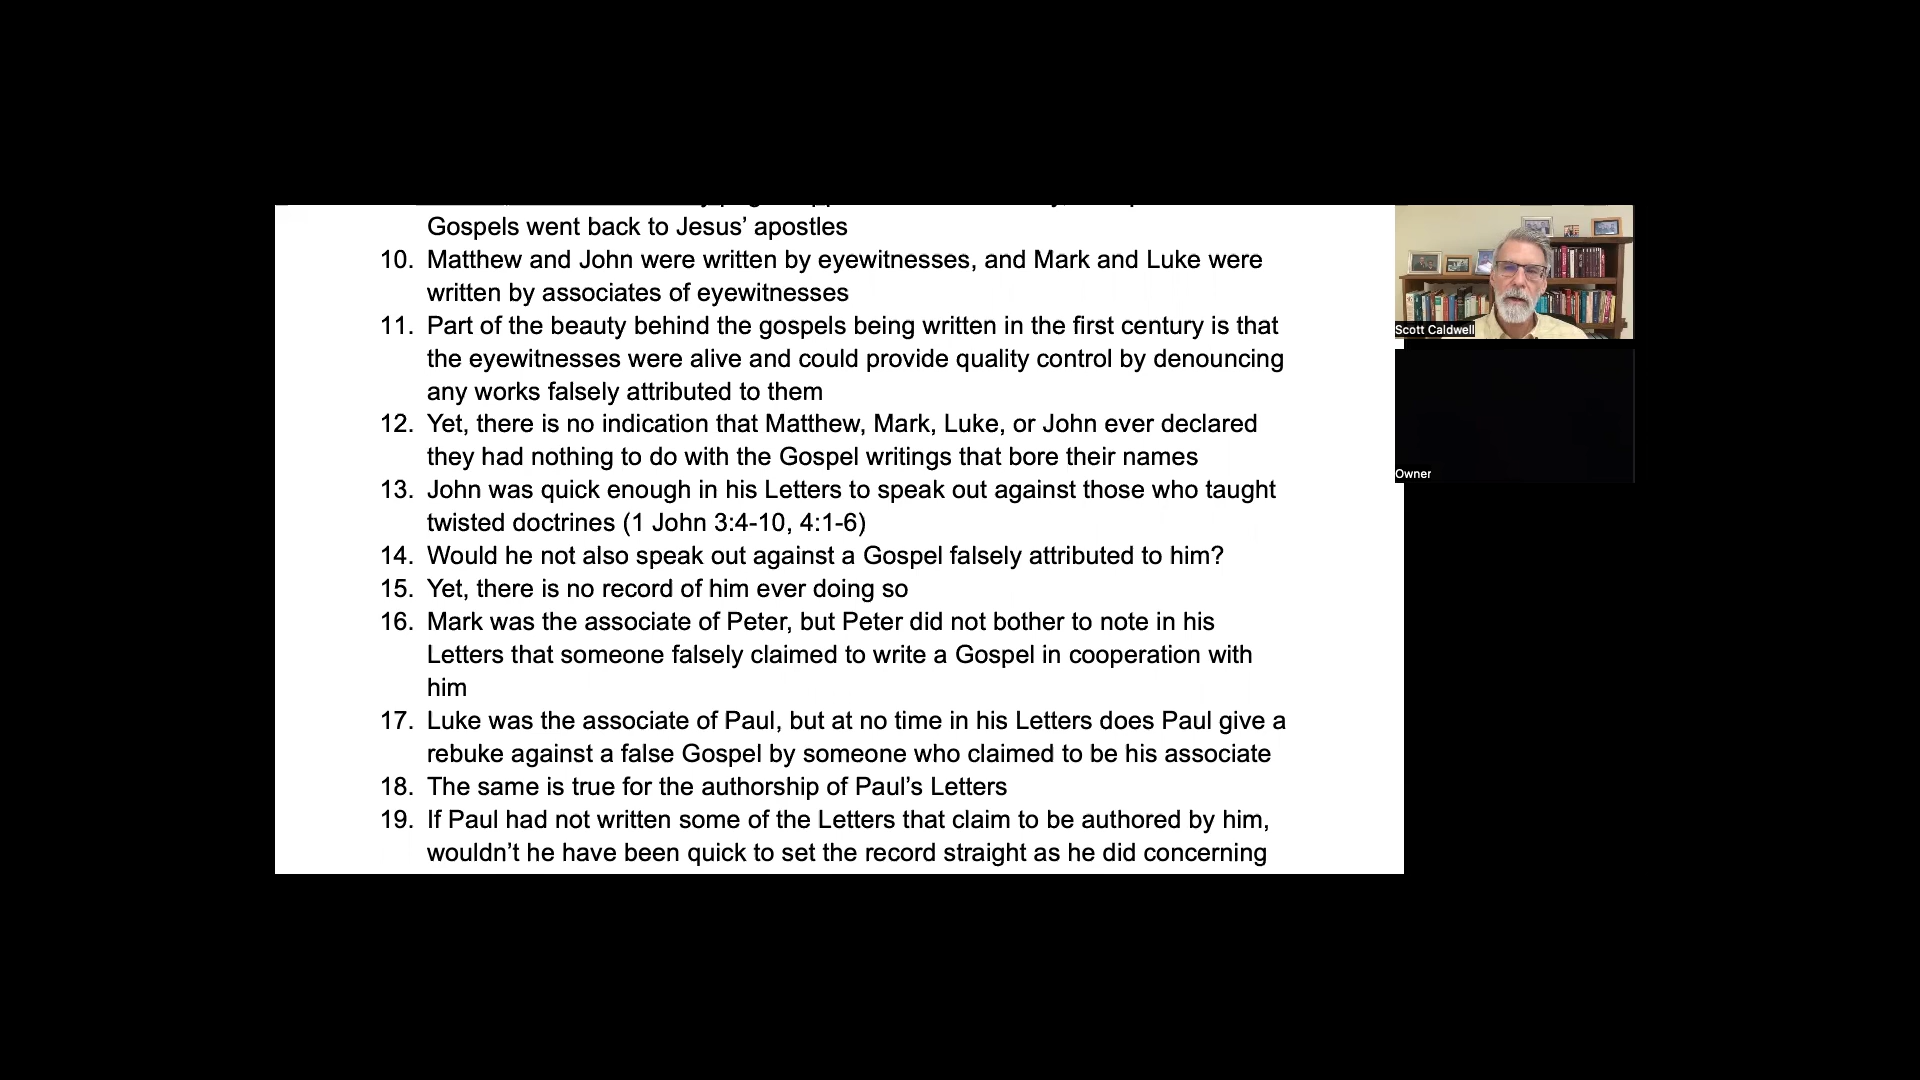 Gospels went back to Jesus’ apostles
10. Matthew and John were written by eyewitnesses, and Mark and Luke were
written by associates of eyewitnesses
11. Part of the beauty behind the gospels being written in the first century is that
the eyewitnesses were alive and could provide quality control by denouncing
any works falsely attributed to them
12. Yet, there is no indication that Matthew, Mark, Luke, or John ever declared
they had nothing to do with the Gospel writings that bore their names
13. John was quick enough in his Letters to speak out against those who taught
twisted doctrines (1 John 3:4-10, 4:1-6)
14. Would he not also speak out against a Gospel falsely attributed to him?
15. Yet, there is no record of him ever doing so
16. Mark was the associate of Peter, but Peter did not bother to note in his
Letters that someone falsely claimed to write a Gospel in cooperation with
him
17. Luke was the associate of Paul, but at no time in his Letters does Paul give a
rebuke against a false Gospel by someone who claimed to be his associate
18. The same is true for the authorship of Paul’s Letters
19. If Paul had not written some of the Letters that claim to be authored by him,
wouldn’t he have been quick to set the record straight as he did concerning
Scott Caldwell
Owner